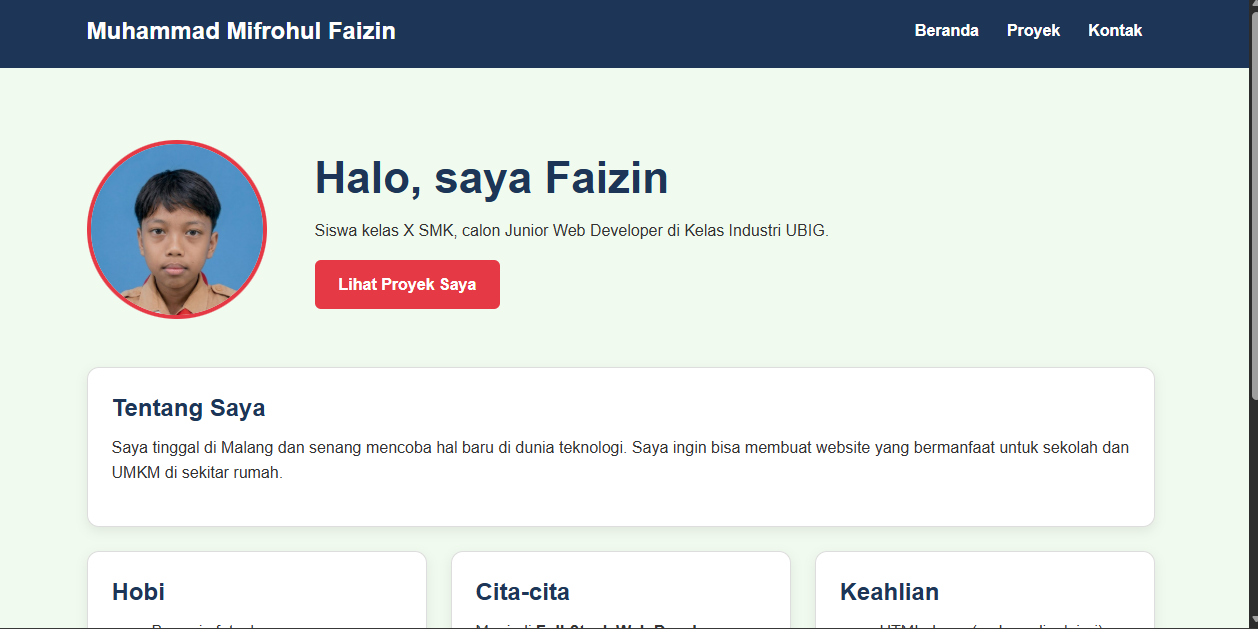 Muhammad Mifrohul Faizin
Beranda Proyek Kontak
Halo, saya Faizin
Siswa kelas X SMK, calon Junior Web Developer di Kelas Industri UBIG.
Lihat Proyek Saya
Tentang Saya
Saya tinggal di Malang dan senang mencoba hal baru di dunia teknologi. Saya ingin bisa membuat website yang bermanfaat untuk sekolah dan
UMKM di sekitar rumah.
Hobi
Cita-cita
Keahlian